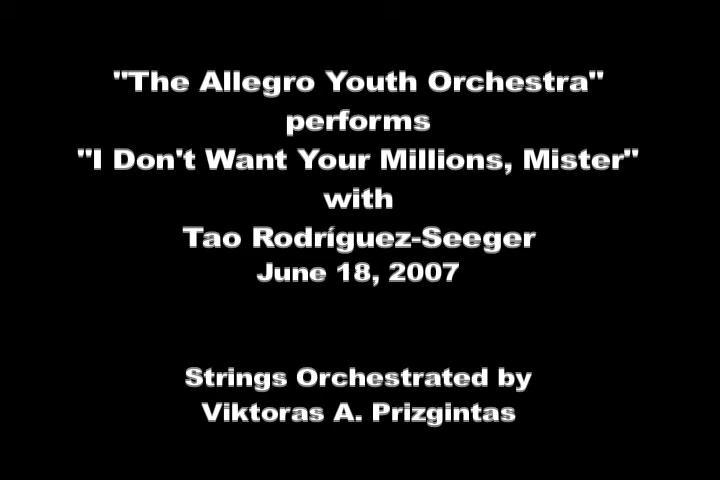 "The Allegro Youth Orchestra"
performs
"I Don't Want Your Millions, Mister"
with
Tao Rodríguez-Seeger
June 18, 2007
Strings Orchestrated by
Viktoras A. Prizgintas